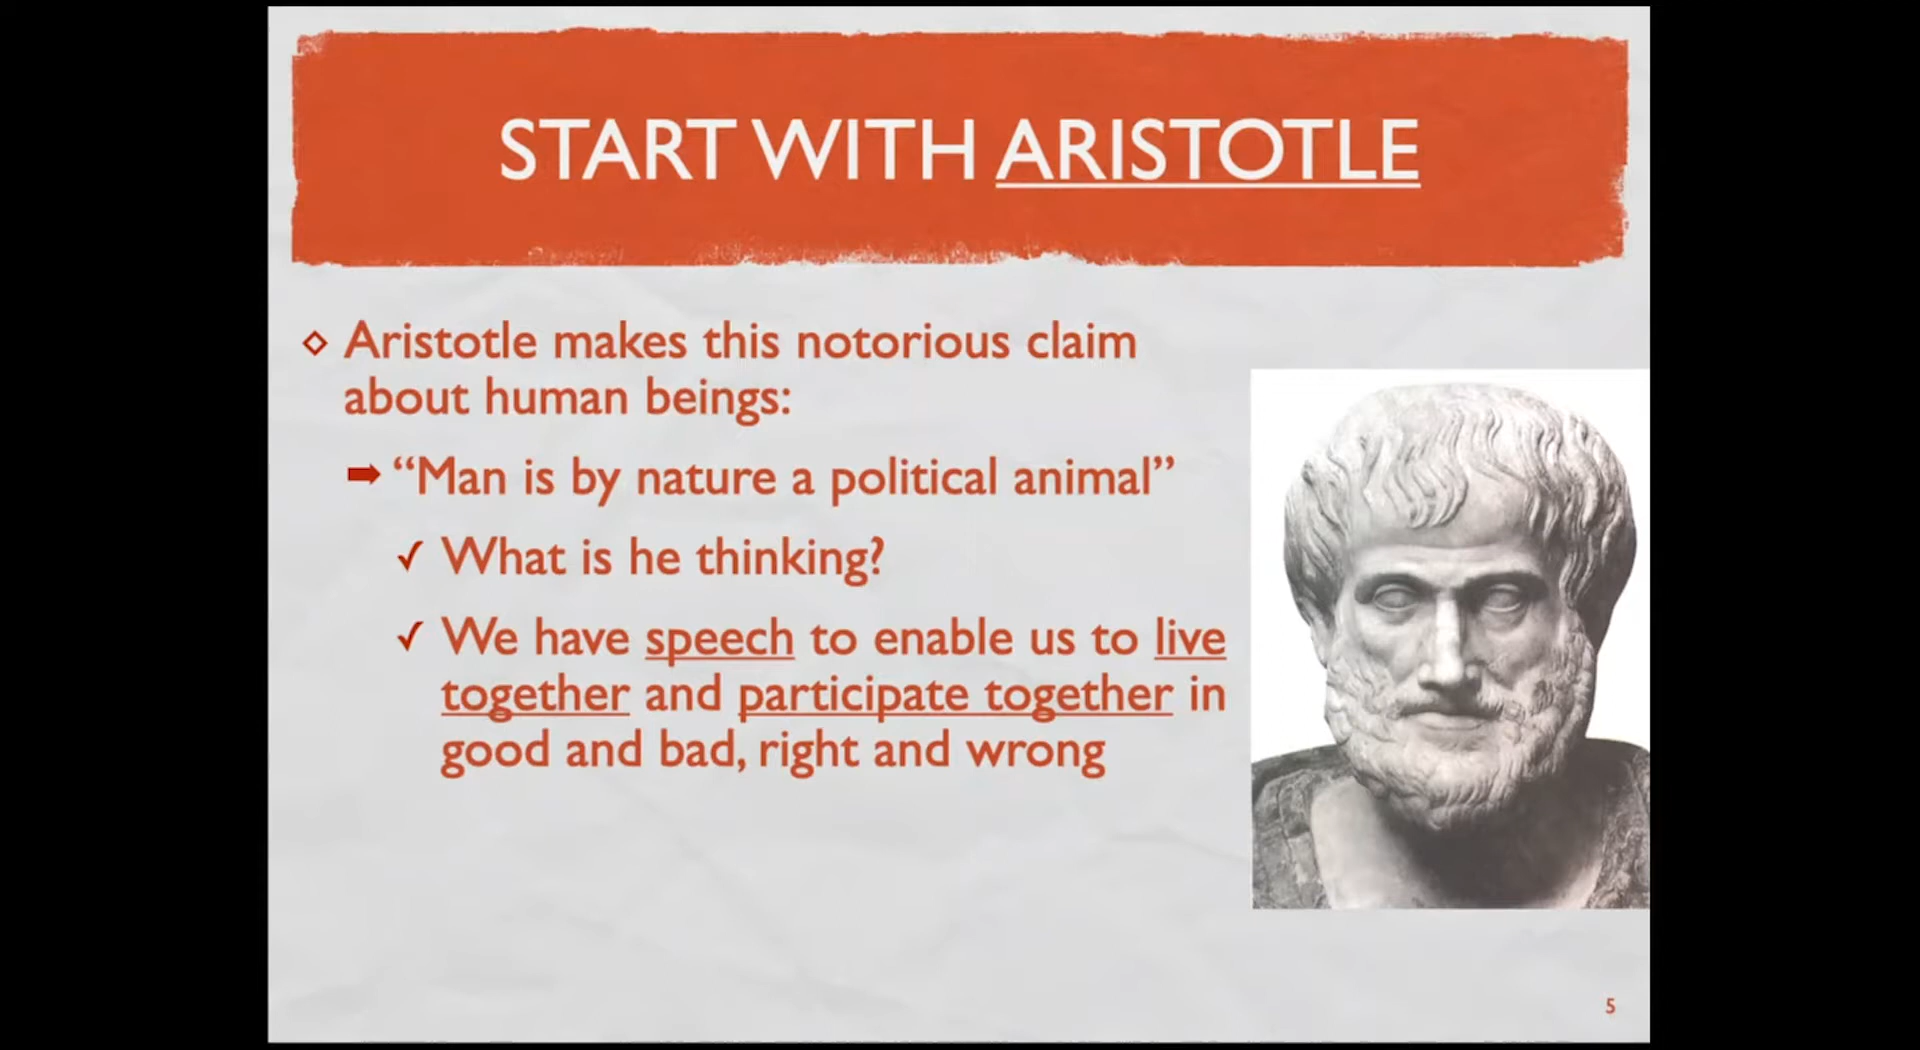 START WITH ARISTOTLE
◇ Aristotle makes this notorious claim
about human beings:
➡ “Man is by nature a political animal”
✓ What is he thinking?
✓ We have speech to enable us to live
together and participate together in
good and bad, right and wrong
5